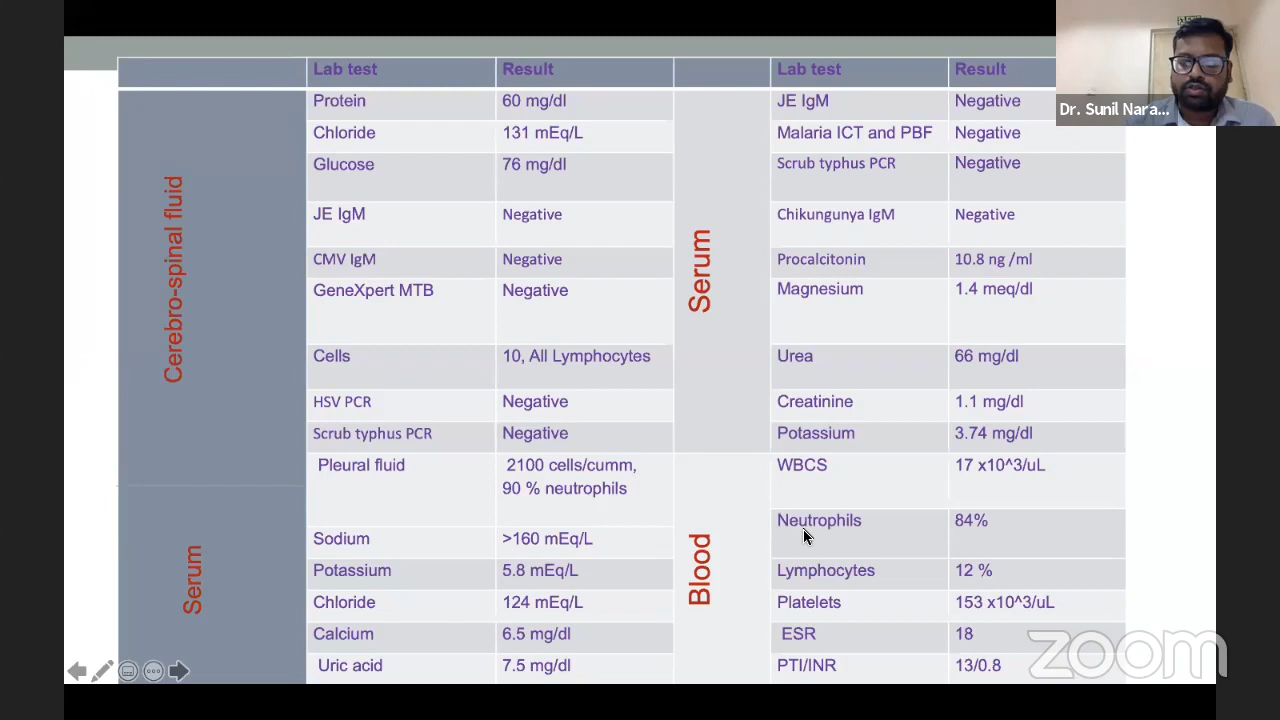 Lab test Result Lab test Result
Cerebro-spinal fluid
Protein 60 mg/dl
Chloride 131 mEq/L
Glucose 76 mg/dl
JE IgM Negative
CMV IgM Negative
GeneXpert MTB Negative
Cells 10, All Lymphocytes
HSV PCR Negative
Scrub typhus PCR Negative
Pleural fluid 2100 cells/cumm,
90 % neutrophils
Serum
Sodium >160 mEq/L
Potassium 5.8 mEq/L
Chloride 124 mEq/L
Calcium 6.5 mg/dl
Uric acid 7.5 mg/dl
Serum
JE IgM Negative
Malaria ICT and PBF Negative
Scrub typhus PCR Negative
Chikungunya IgM Negative
Procalcitonin 10.8 ng /ml
Magnesium 1.4 meq/dl
Urea 66 mg/dl
Creatinine 1.1 mg/dl
Potassium 3.74 mg/dl
Blood
WBCS 17 x10^3/uL
Neutrophils 84%
Lymphocytes 12 %
Platelets 153 x10^3/uL
ESR 18
PTI/INR 13/0.8
Dr. Sunil Nara...
zoom